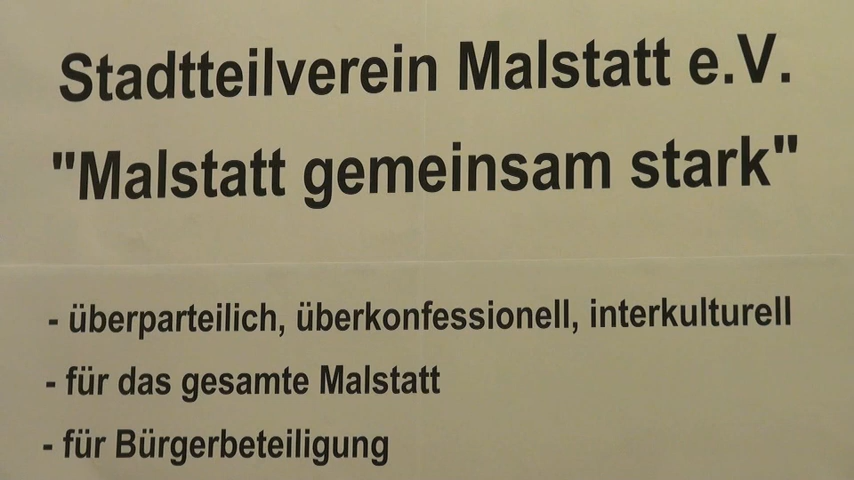 Stadtteilverein Malstatt e.V.
"Malstatt gemeinsam stark"
- überparteilich, überkonfessionell, interkulturell
- für das gesamte Malstatt
- für Bürgerbeteiligung